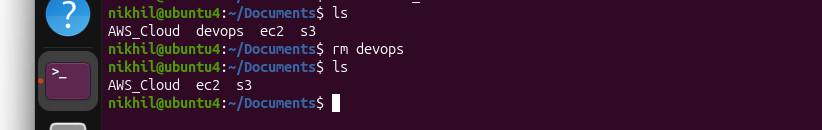 nikhil@ubuntu4:~/Documents$ ls
AWS_Cloud  devops  ec2  s3
nikhil@ubuntu4:~/Documents$ rm devops
nikhil@ubuntu4:~/Documents$ ls
AWS_Cloud  ec2  s3
nikhil@ubuntu4:~/Documents$
?
>_